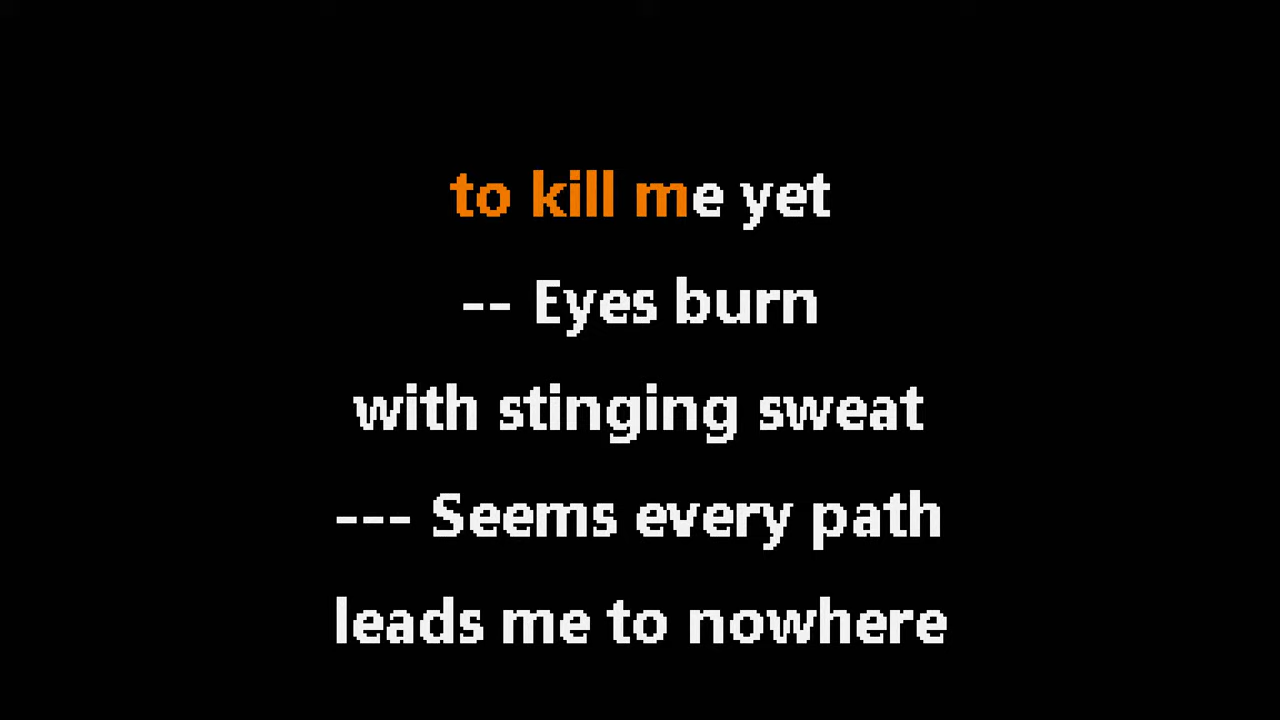 to kill me yet
-- Eyes burn
with stinging sweat
--- Seems every path
leads me to nowhere